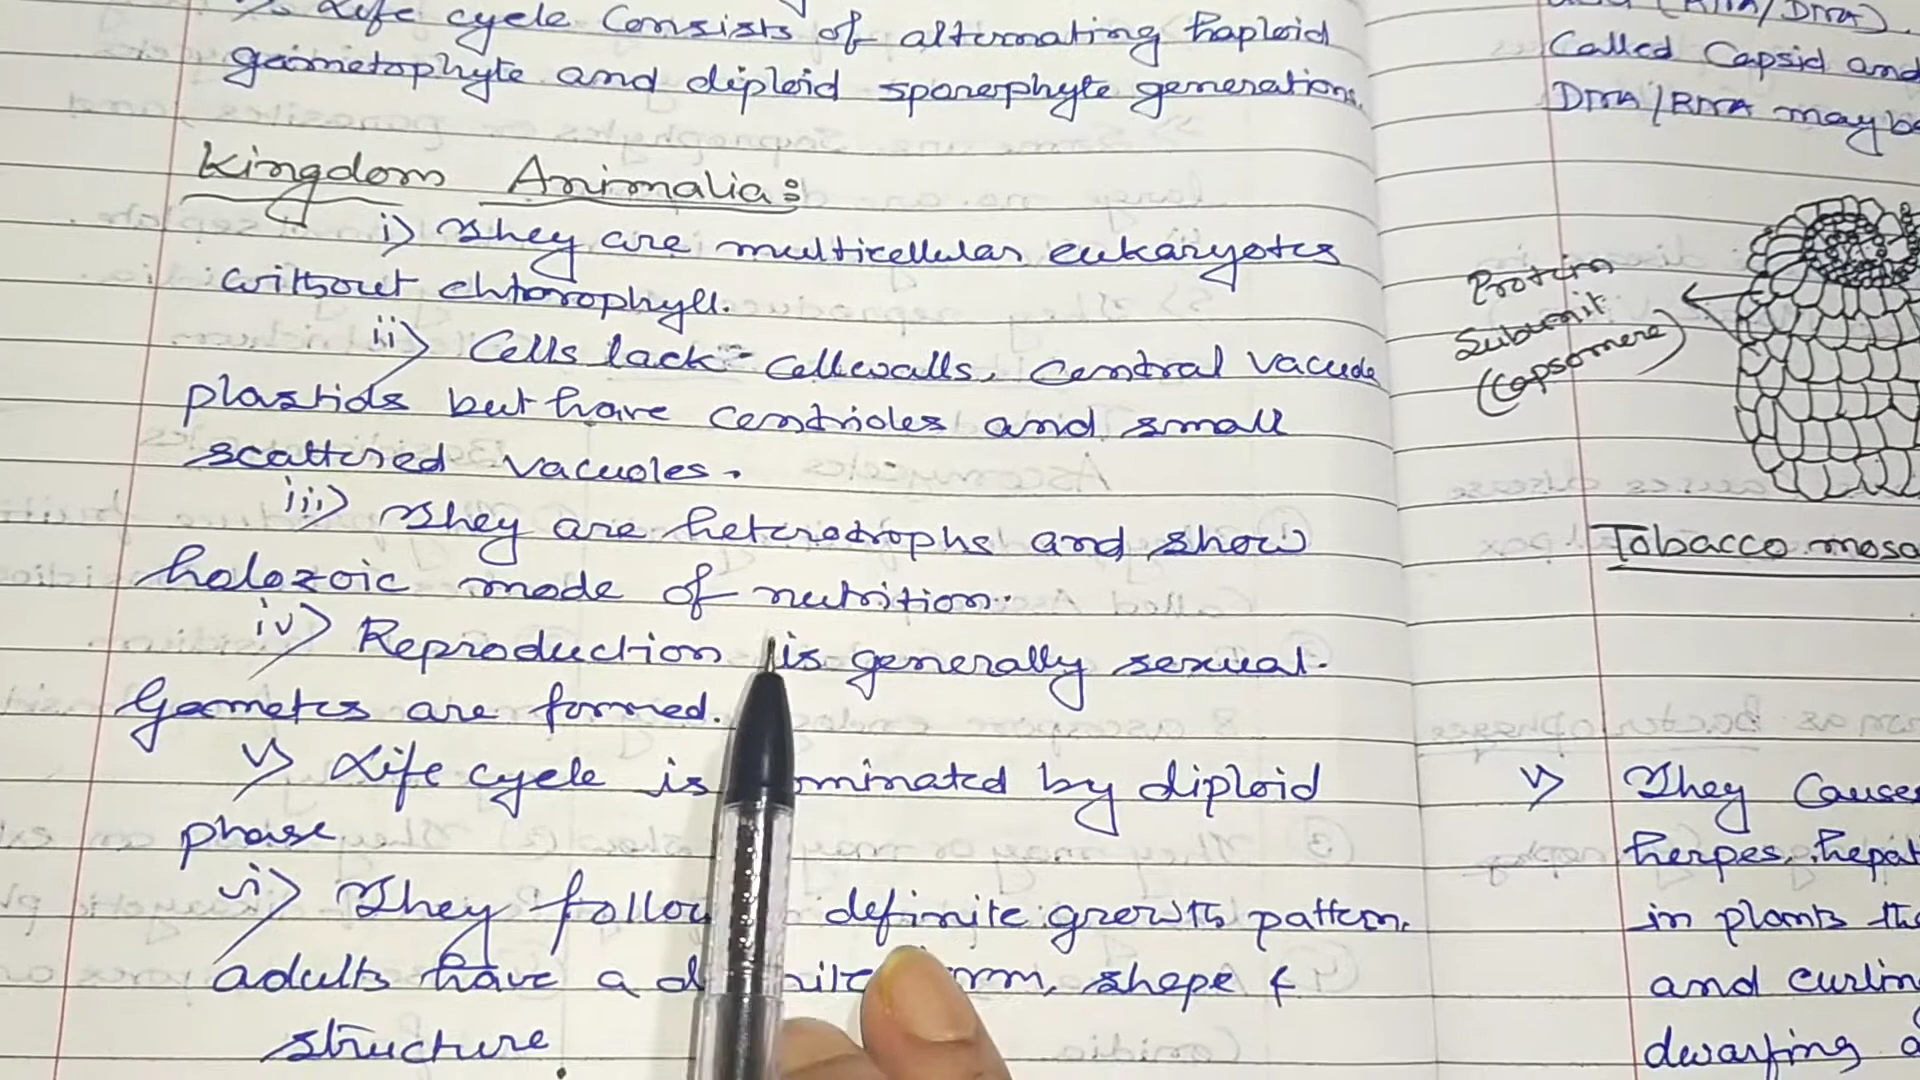 Life cycle consists of alternating haploid
gametophyte and diploid sporophyte generation.
Kingdom Animalia:
i) They are multicellular eukaryotes
without chlorophyll.
ii) Cells lack cellwalls, central vacuole
plastids but have centrioles and small
scattered vacuoles.
iii) They are heterotrophs and show
holozoic mode of nutrition.
iv) Reproduction is generally sexual.
Gametes are formed.
v) Life cycle is ominated by diploid
phase
vi) They follow definite growth pattern.
adults have a shape &
structure.
(RNA/DNA).
Called Capsid and
DNA/RNA may be
Protein
Subunit
(capsomere)
Tobacco mosa
v) They Cause
herpes, hepat
in plants th
and curlin
dwarfing